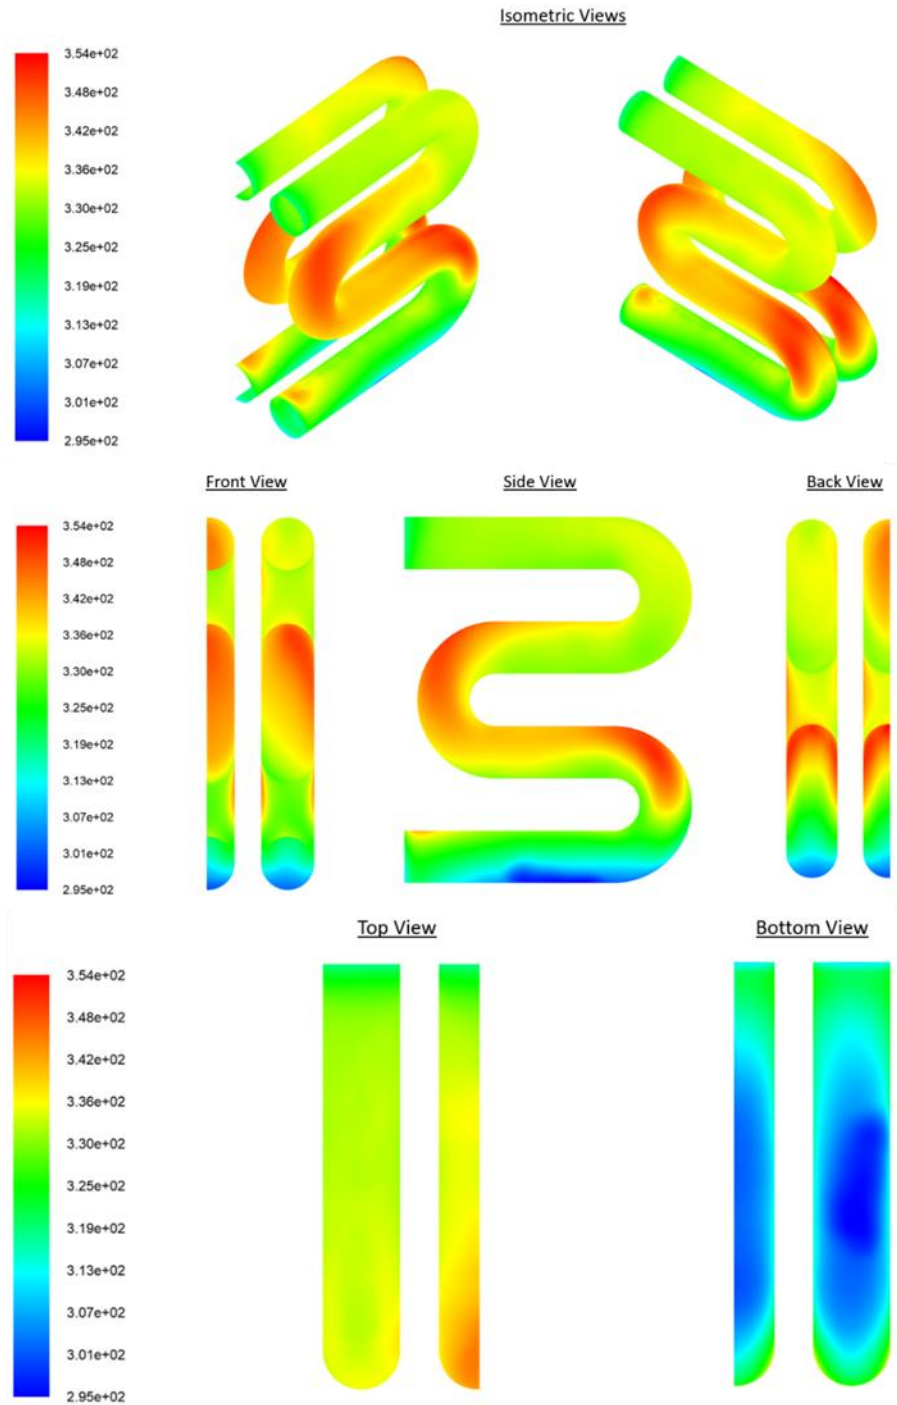 Isometric Views
3.54e+02
3.48e+02
3.42e+02
3.36e+02
3.30e+02
3.25e+02
3.19e+02
3.13e+02
3.07e+02
3.01e+02
2.95e+02
Front View
Side View
Back View
3.54e+02
3.48e+02
3.42e+02
3.36e+02
3.30e+02
3.25e+02
3.19e+02
3.13e+02
3.07e+02
3.01e+02
2.95e+02
Top View
Bottom View
3.54e+02
3.48e+02
3.42e+02
3.36e+02
3.30e+02
3.25e+02
3.19e+02
3.13e+02
3.07e+02
3.01e+02
2.95e+02